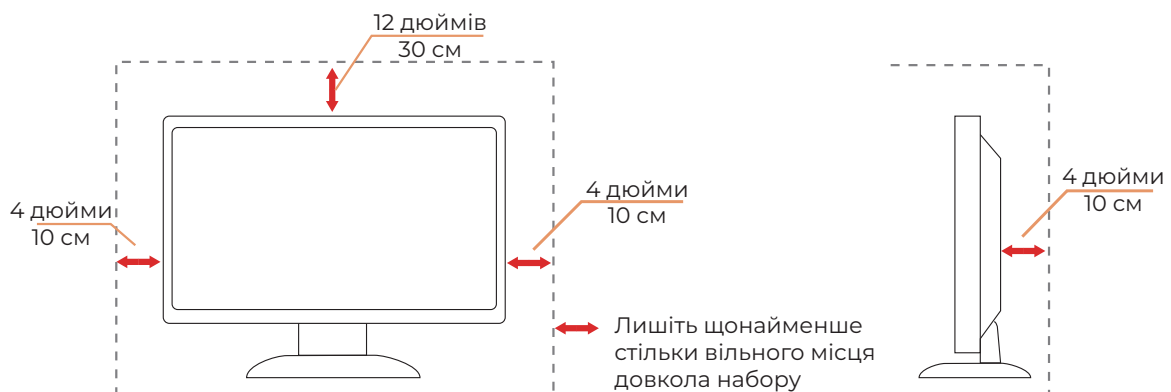 12 дюймів
30 см
4 дюйми
10 см
4 дюйми
10 см
4 дюйми
10 см
Лишіть щонайменше
стільки вільного місця
довкола набору